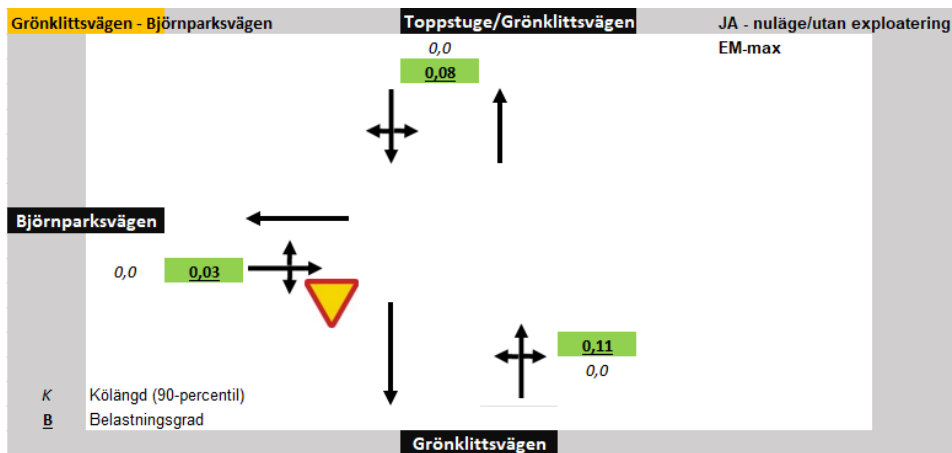 Grönklittsvägen - Björnparksvägen
Toppstuge/Grönklittsvägen
JA - nuläge/utan exploatering
EM-max
0,0
0,08
Björnparksvägen
0,0
0,03
0,11
0,0
K Kölängd (90-percentil)
B Belastningsgrad
Grönklittsvägen